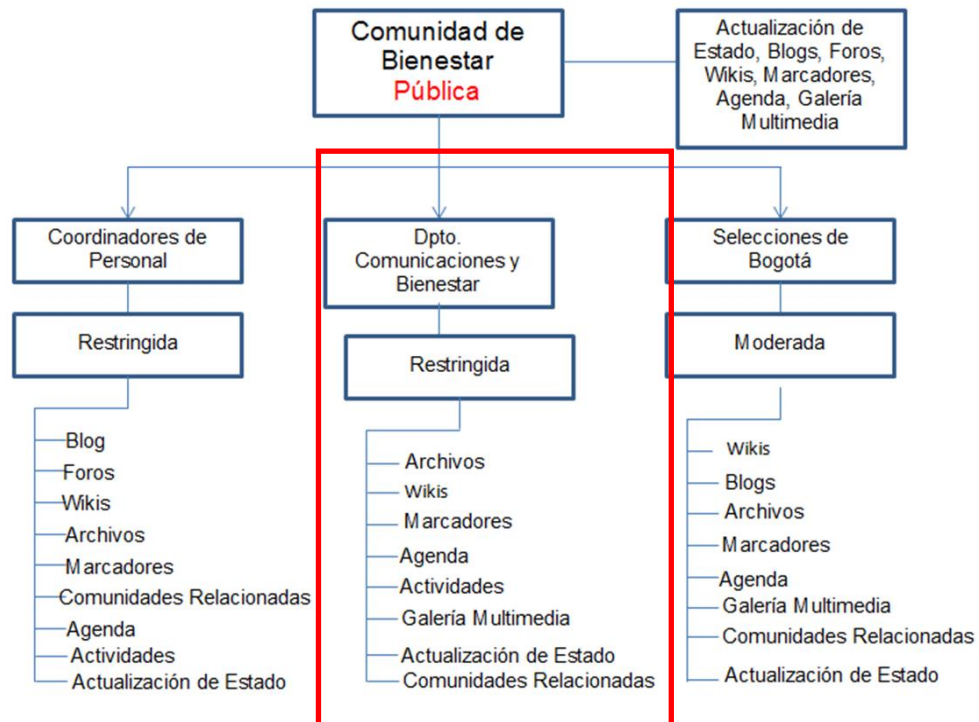 Comunidad de
Bienestar
Pública
Actualización de
Estado, Blogs, Foros,
Wikis, Marcadores,
Agenda, Galería
Multimedia
Coordinadores de
Personal
Restringida
Blog
Foros
Wikis
Archivos
Marcadores
Comunidades Relacionadas
Agenda
Actividades
Actualización de Estado
Dpto.
Comunicaciones y
Bienestar
Restringida
Archivos
Wikis
Marcadores
Agenda
Actividades
Galería Multimedia
Actualización de Estado
Comunidades Relacionadas
Selecciones de
Bogotá
Moderada
Wikis
Blogs
Archivos
Marcadores
Agenda
Galería Multimedia
Comunidades Relacionadas
Actualización de Estado